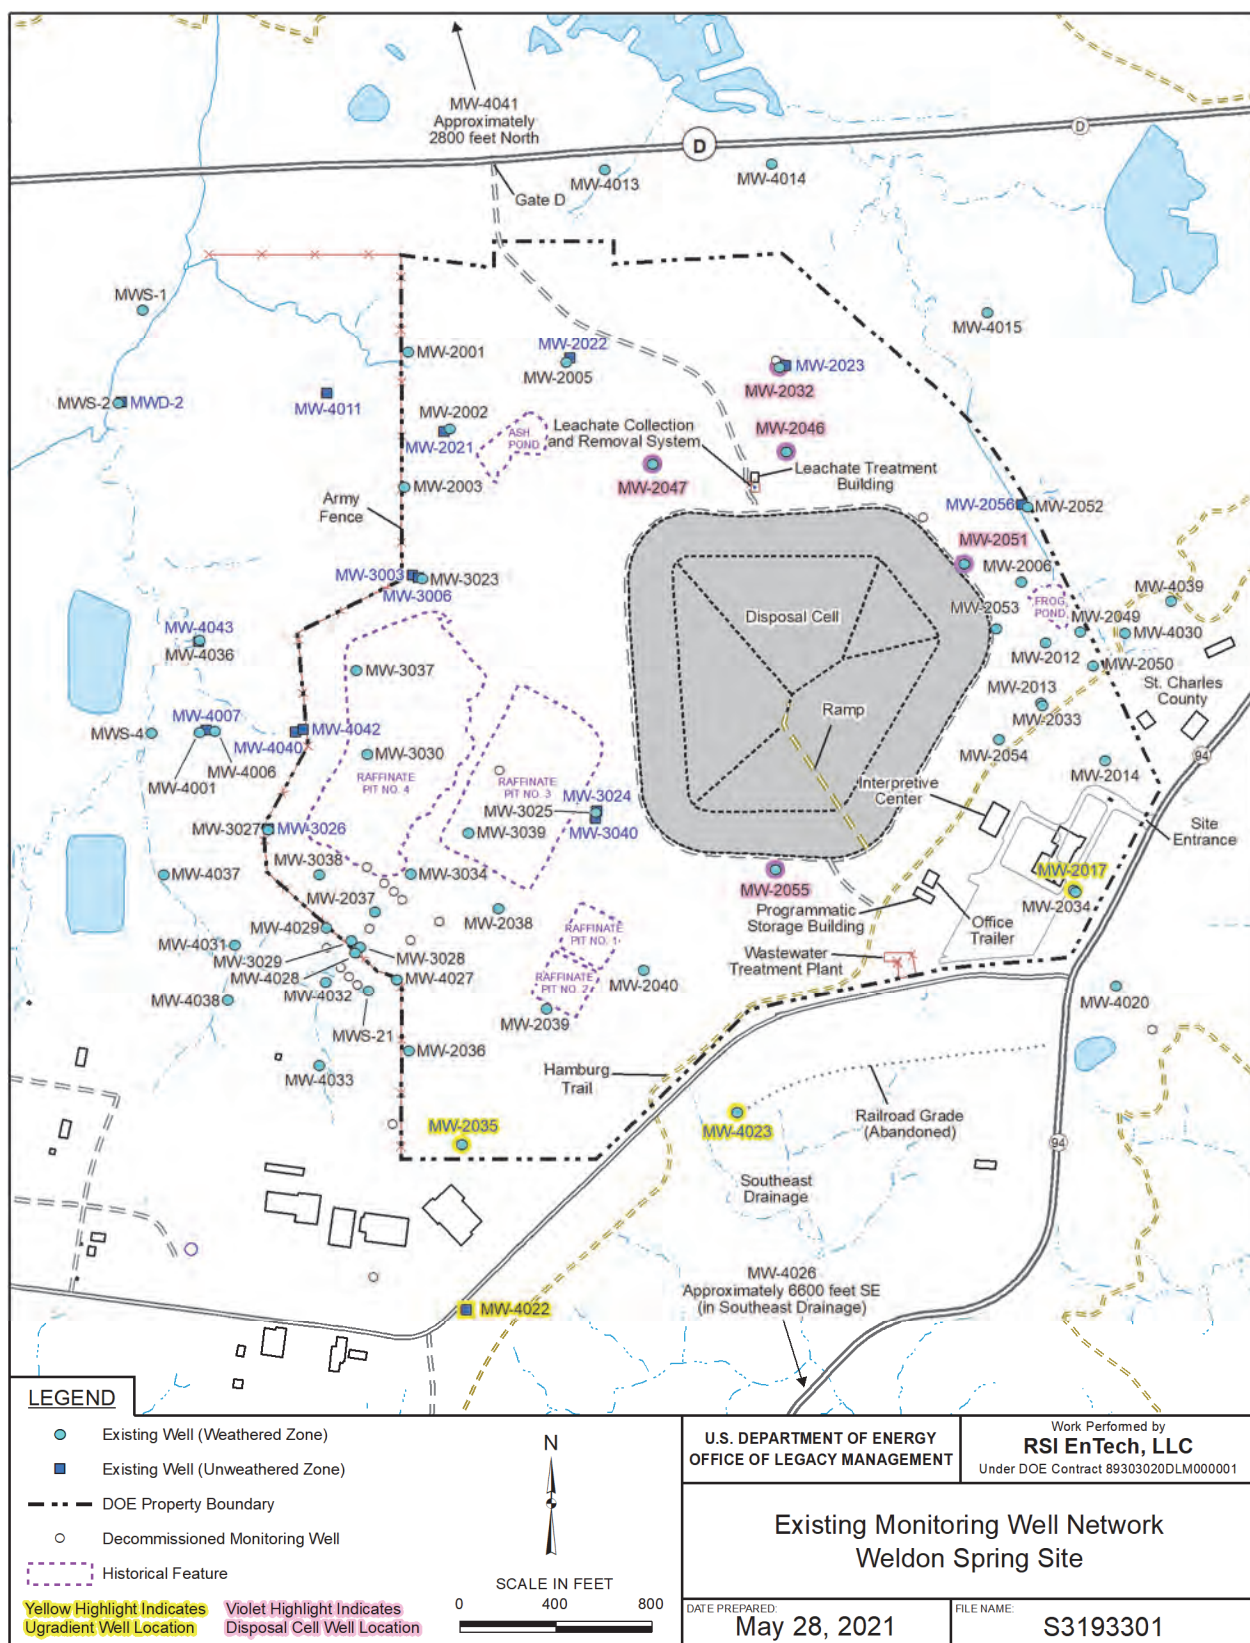 MW-4041
Approximately
2800 feet North
D
D
MW-4013
MW-4014
Gate D
MWS-1
MW-4015
MW-2001
MW-2022
MW-2005
MW-2023
MW-2032
MWS-2
MWD-2
MW-4011
MW-2002
MW-2021
ASH
POND
Leachate Collection
and Removal System
MW-2046
MW-2047
Leachate Treatment
Building
MW-2003
Army
Fence
MW-2056
MW-2052
MW-2051
MW-2006
MW-3003
MW-3023
MW-3006
MW-2053
FROG
POND
MW-4039
MW-2049
MW-4030
Disposal Cell
MW-4043
MW-4036
MW-2012
MW-2050
MW-3037
St. Charles
County
MW-2013
MW-2033
Ramp
MW-4007
MWS-4
MW-4042
MW-4040
MW-4006
MW-4001
MW-3030
MW-2054
MW-2014
94
RAFFINATE
PIT NO. 4
RAFFINATE
PIT NO. 3
MW-3024
MW-3025
MW-3040
Interpretive
Center
MW-3027
MW-3026
MW-3039
Site
Entrance
MW-3038
MW-4037
MW-3034
MW-2037
MW-2038
MW-2055
MW-2017
MW-2034
Programmatic
Storage Building
Office
Trailer
MW-4029
RAFFINATE
PIT NO. 1
MW-4031
MW-3029
MW-3028
MW-4028
Wastewater
Treatment Plant
RAFFINATE
PIT NO. 2
MW-4027
MW-4032
MW-2040
MW-4038
MW-4020
MW-2039
MWS-21
MW-2036
MW-4033
Hamburg
Trail
MW-2035
MW-4023
Railroad Grade
(Abandoned)
94
Southeast
Drainage
MW-4026
Approximately 6600 feet SE
(in Southeast Drainage)
MW-4022
LEGEND
Existing Well (Weathered Zone)
Existing Well (Unweathered Zone)
DOE Property Boundary
Decommissioned Monitoring Well
Historical Feature
Yellow Highlight Indicates
Ugradient Well Location
Violet Highlight Indicates
Disposal Cell Well Location
N
SCALE IN FEET
0 400 800
U.S. DEPARTMENT OF ENERGY
OFFICE OF LEGACY MANAGEMENT
Work Performed by
RSI EnTech, LLC
Under DOE Contract 89303020DLM000001
Existing Monitoring Well Network
Weldon Spring Site
DATE PREPARED:
May 28, 2021
FILE NAME:
S3193301